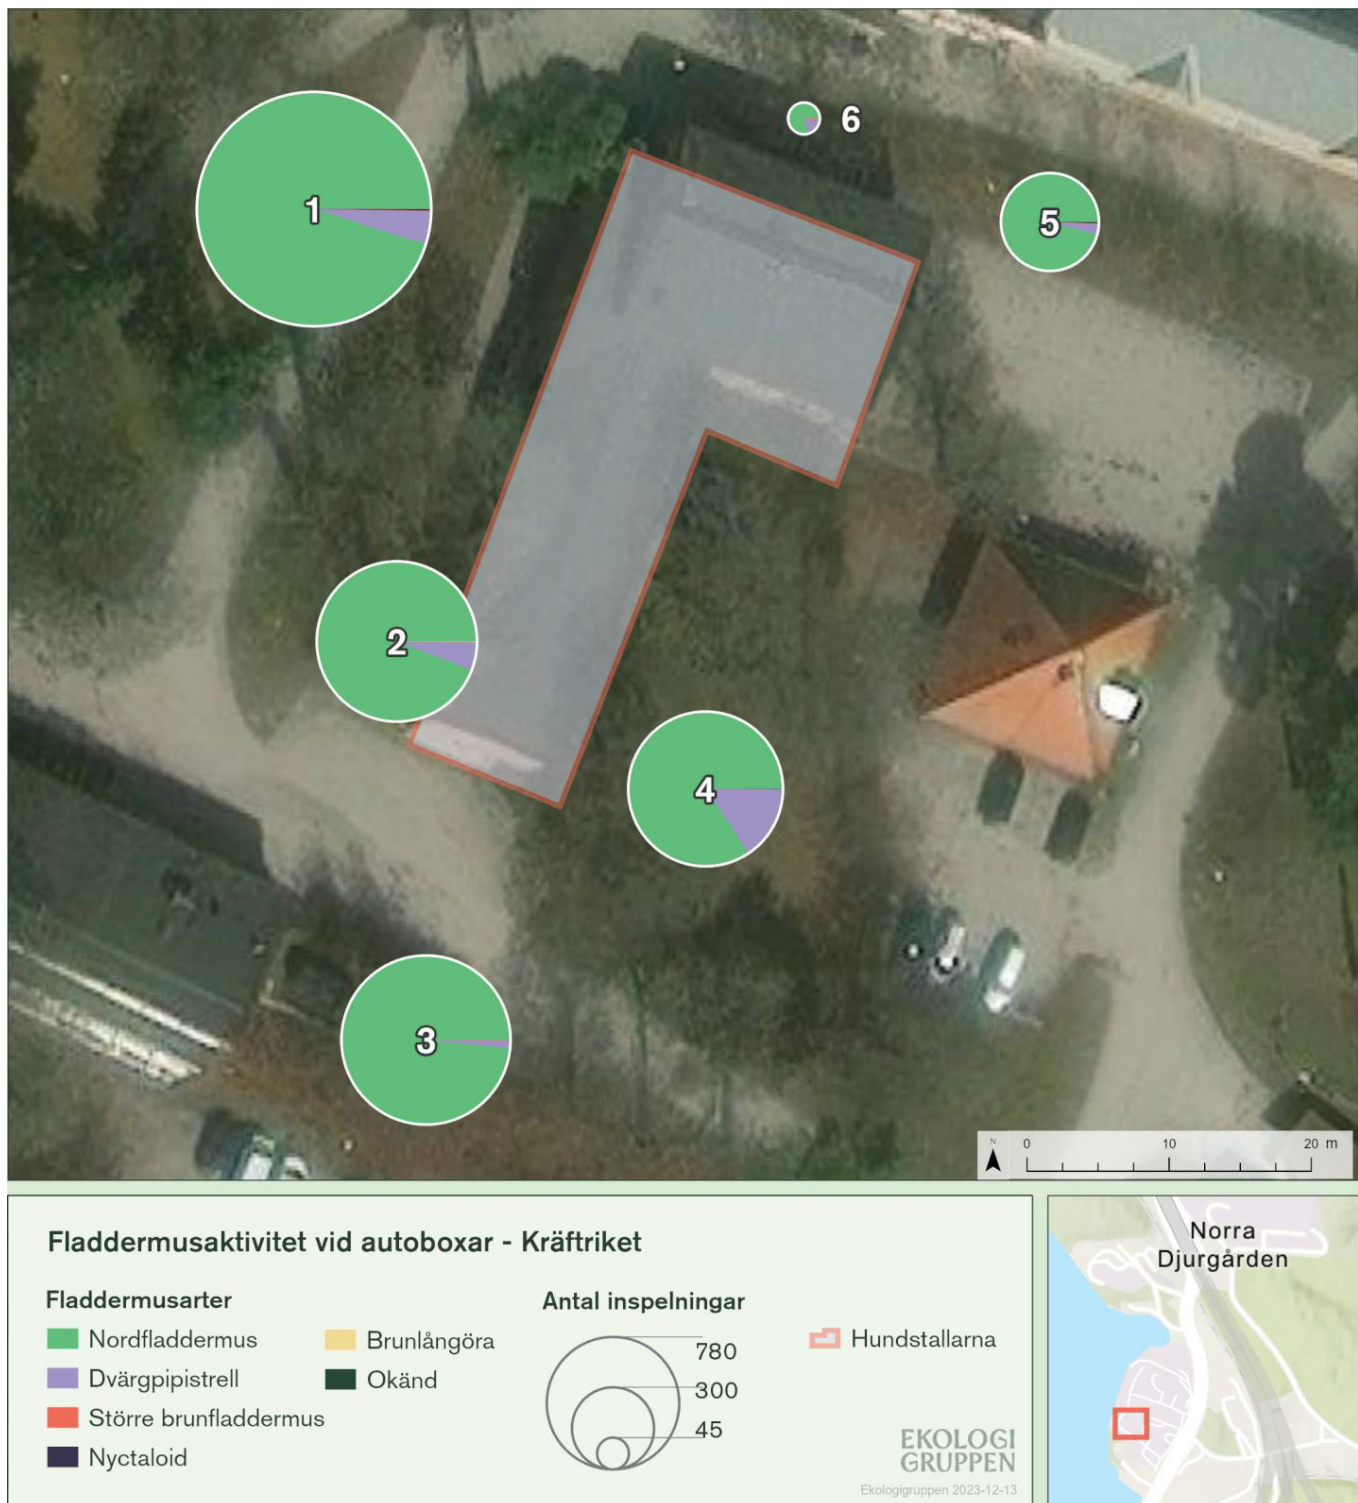 6
1
5
2
4
3
N
0 10 20 m
Fladdermusaktivitet vid autoboxar - Kräftriket
Fladdermusarter
Nordfladdermus
Dvärgpipistrell
Större brunfladdermus
Nyctaloid
Brunlångöra
Okänd
Antal inspelningar
780
300
45
Hundstallarna
EKOLOGI
GRUPPEN
Ekologigruppen 2023-12-13
Norra
Djurgården